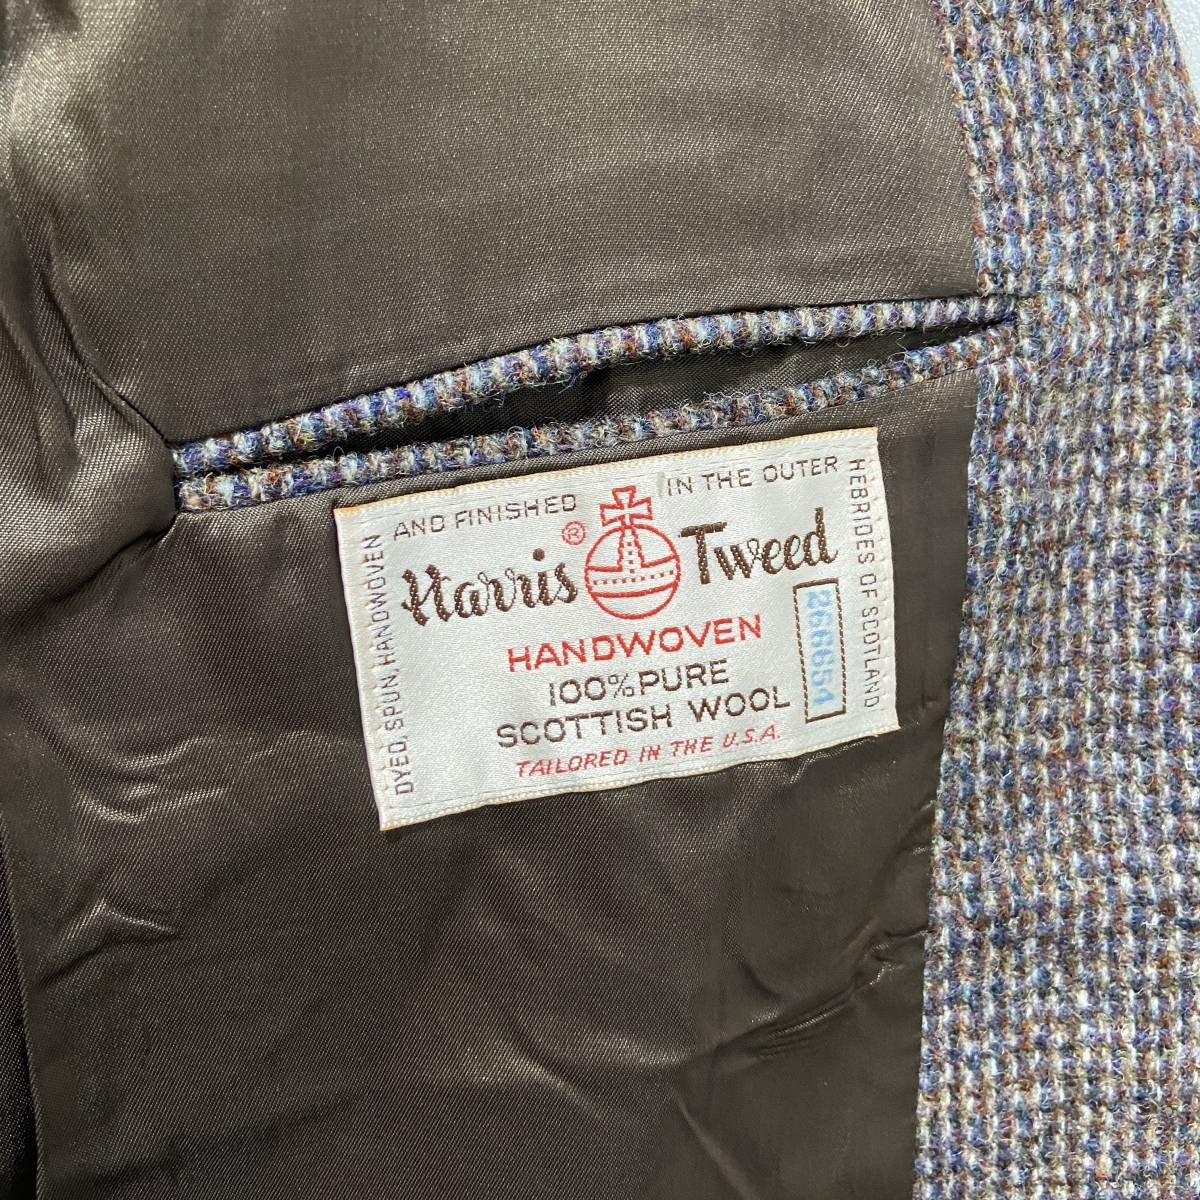 DYED, SPUN, HANDWOVEN
AND FINISHED
IN THE OUTER
HEBRIDES OF SCOTLAND
Harris ® Tweed
HANDWOVEN
100% PURE
SCOTTISH WOOL
TAILORED IN THE U.S.A.
266651